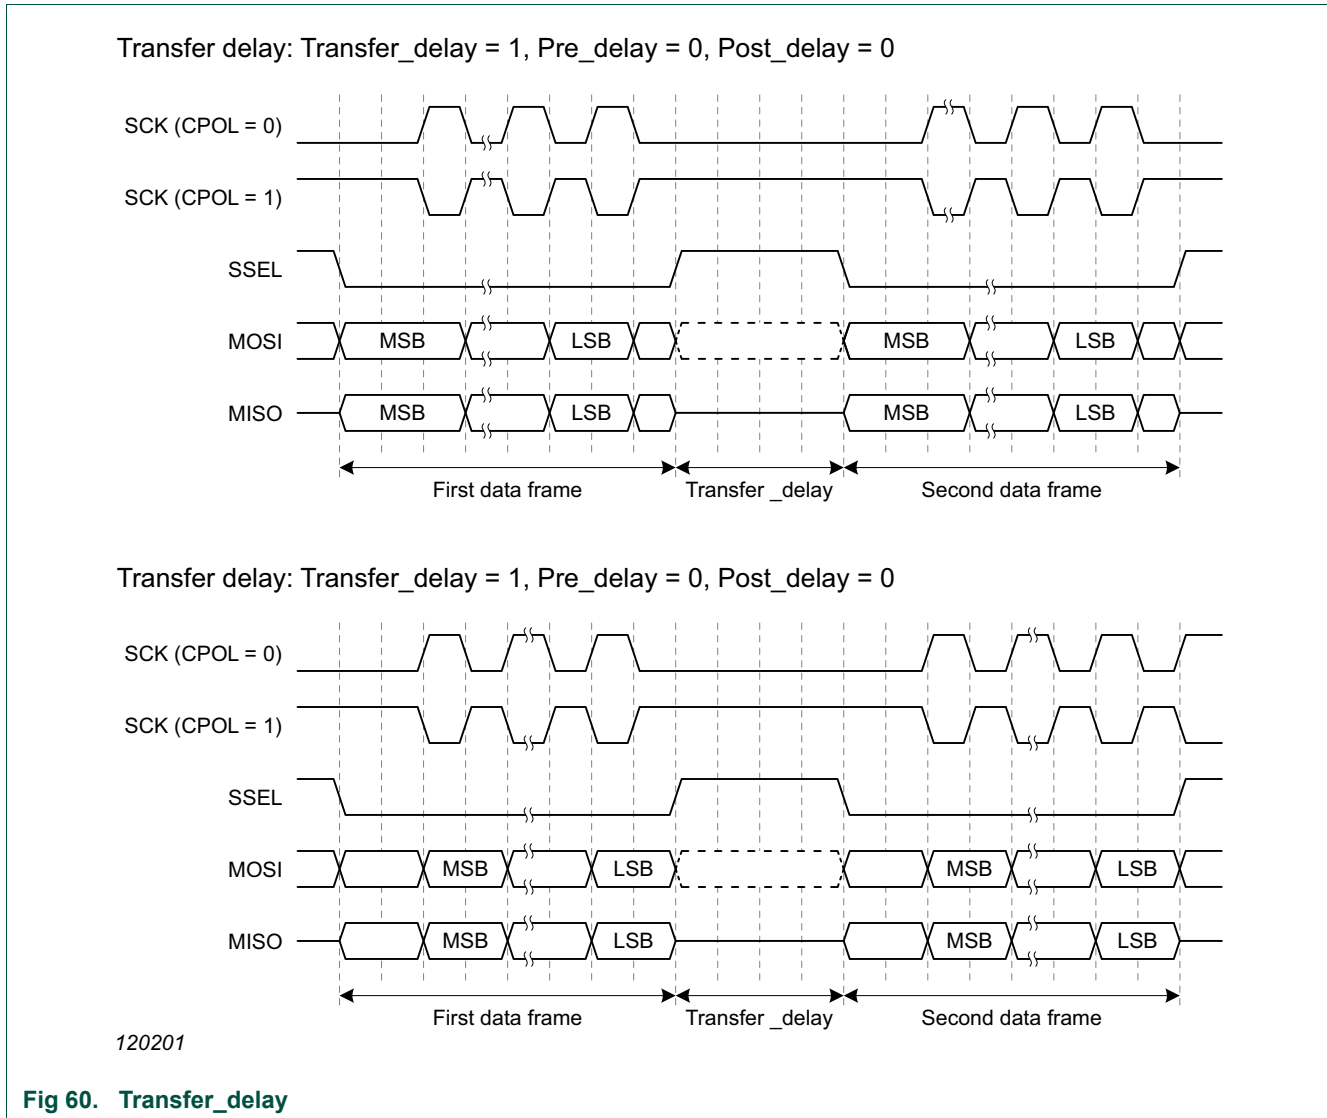 Transfer delay: Transfer_delay = 1, Pre_delay = 0, Post_delay = 0
SCK (CPOL = 0)
SCK (CPOL = 1)
SSEL
MOSI MSB LSB MSB LSB
MISO MSB LSB MSB LSB
First data frame Transfer _delay Second data frame
Transfer delay: Transfer_delay = 1, Pre_delay = 0, Post_delay = 0
SCK (CPOL = 0)
SCK (CPOL = 1)
SSEL
MOSI MSB LSB MSB LSB
MISO MSB LSB MSB LSB
First data frame Transfer _delay Second data frame
120201
Fig 60. Transfer_delay